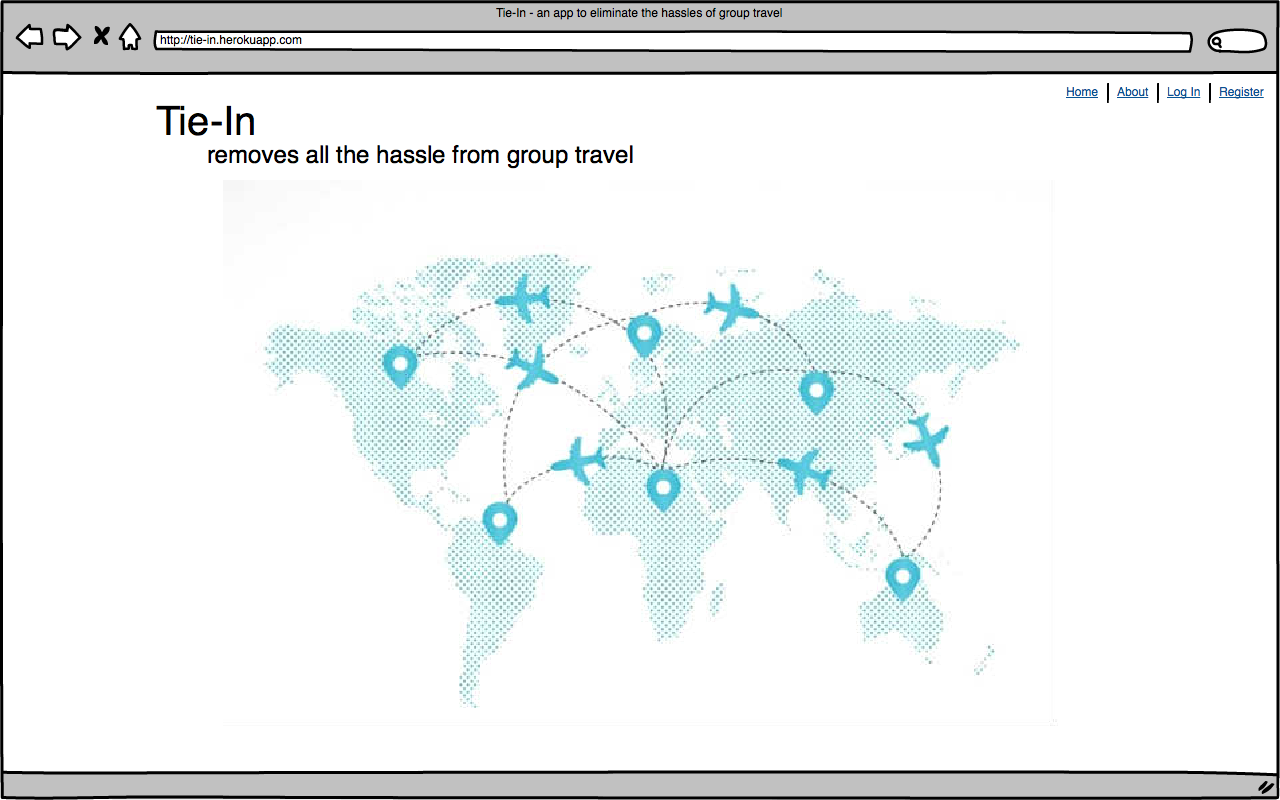 Tie-In - an app to eliminate the hassles of group travel
http://tie-in.herokuapp.com
Home | About | Log In | Register
Tie-In
removes all the hassle from group travel